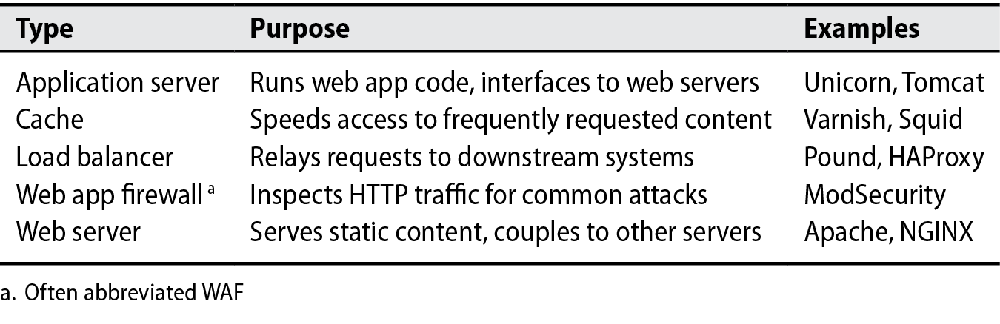 Type Purpose Examples
Application server Runs web app code, interfaces to web servers Unicorn, Tomcat
Cache Speeds access to frequently requested content Varnish, Squid
Load balancer Relays requests to downstream systems Pound, HAProxy
Web app firewall a Inspects HTTP traffic for common attacks ModSecurity
Web server Serves static content, couples to other servers Apache, NGINX
a. Often abbreviated WAF